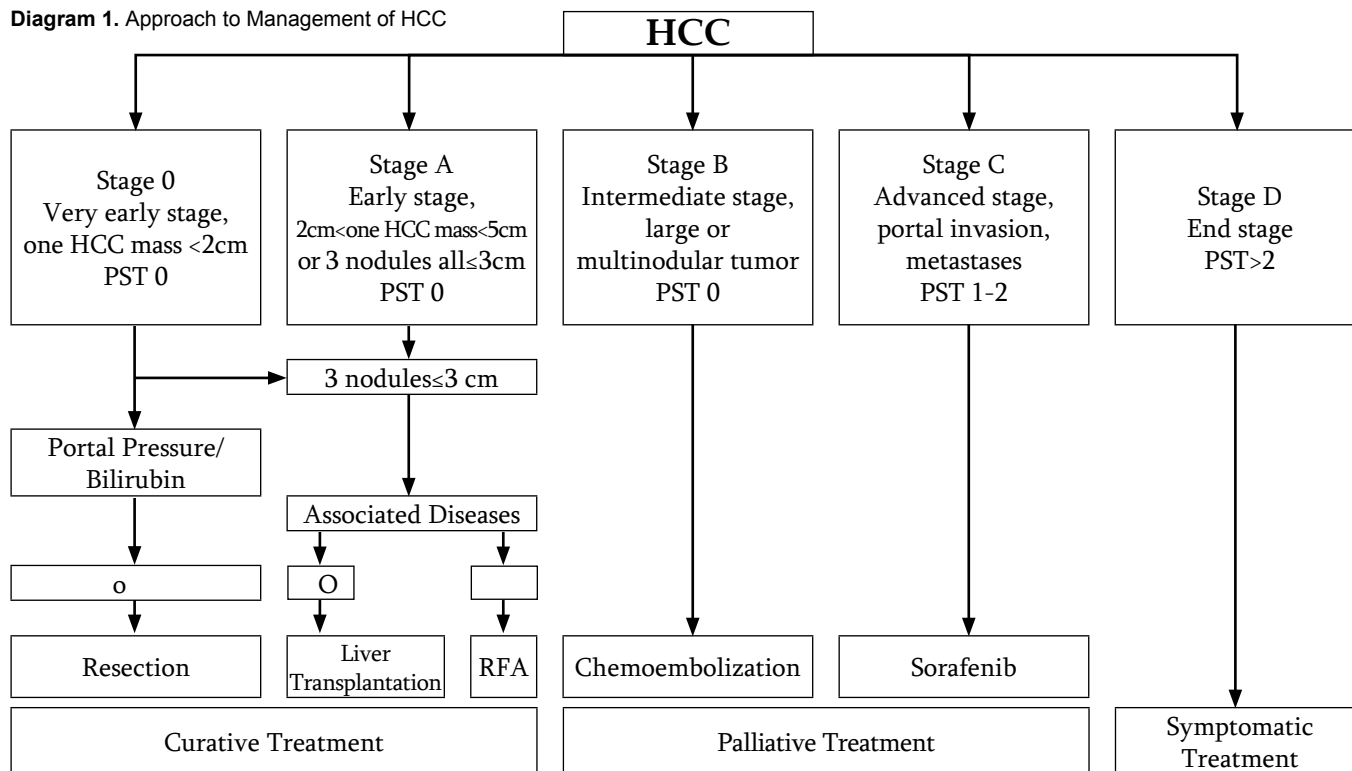 Diagram 1. Approach to Management of HCC
HCC
Stage 0
Very early stage,
one HCC mass <2cm
PST 0
Stage A
Early stage,
2cm<one HCC mass<5cm
or 3 nodules all≤3cm
PST 0
Stage B
Intermediate stage,
large or
multinodular tumor
PST 0
Stage C
Advanced stage,
portal invasion,
metastases
PST 1-2
Stage D
End stage
PST>2
3 nodules≤3 cm
Portal Pressure/
Bilirubin
Associated Diseases
o
O
Resection
Liver
Transplantation
RFA
Chemoembolization
Sorafenib
Curative Treatment
Palliative Treatment
Symptomatic
Treatment